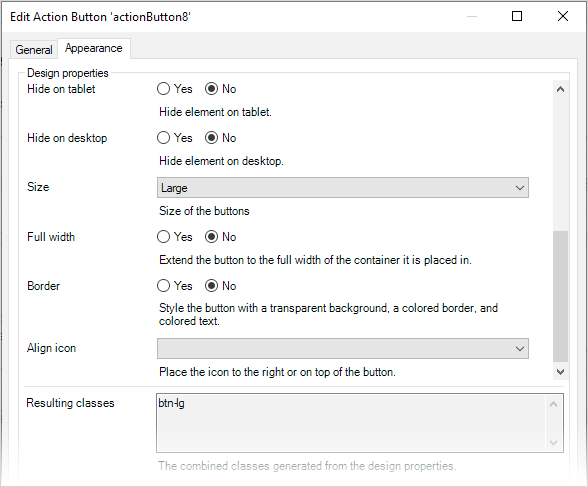 Edit Action Button 'actionButton8'
General Appearance
Design properties
Hide on tablet Yes No
Hide element on tablet.
Hide on desktop Yes No
Hide element on desktop.
Size Large
Size of the buttons
Full width Yes No
Extend the button to the full width of the container it is placed in.
Border Yes No
Style the button with a transparent background, a colored border, and
colored text.
Align icon
Place the icon to the right or on top of the button.
Resulting classes btn-lg
The combined classes generated from the design properties.